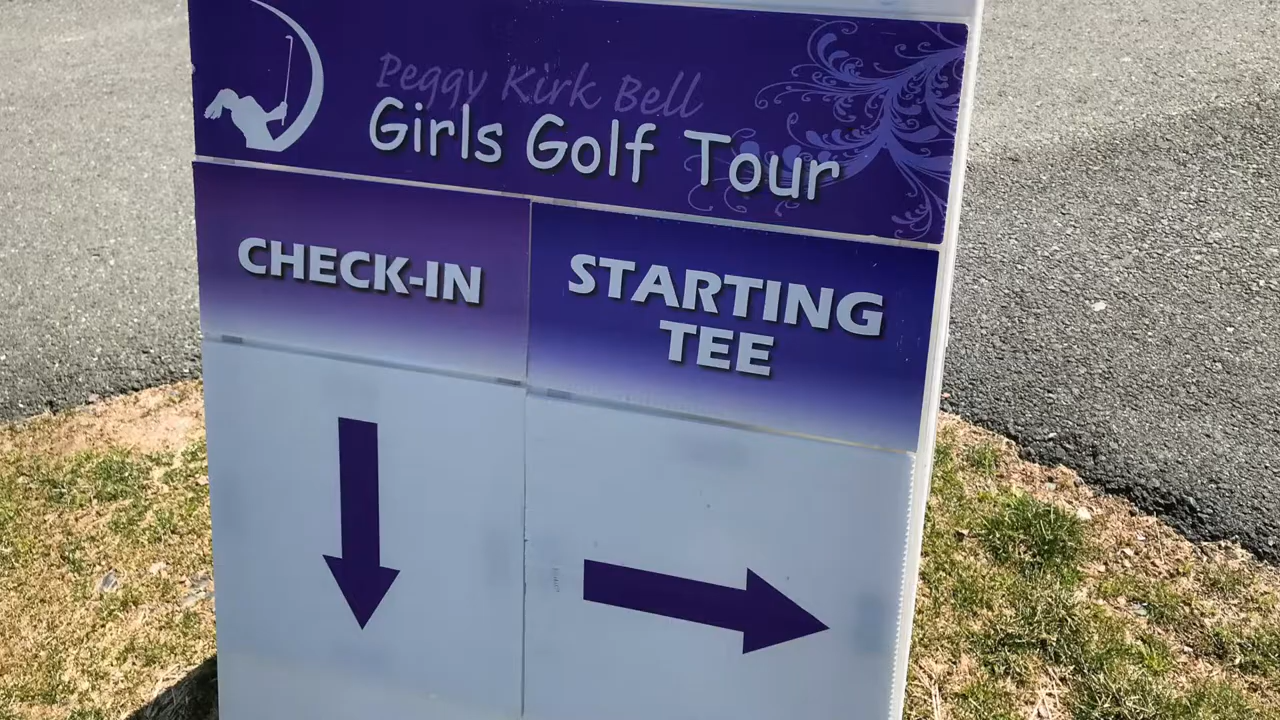 Peggy Kirk Bell
Girls Golf Tour
CHECK-IN
STARTING
TEE